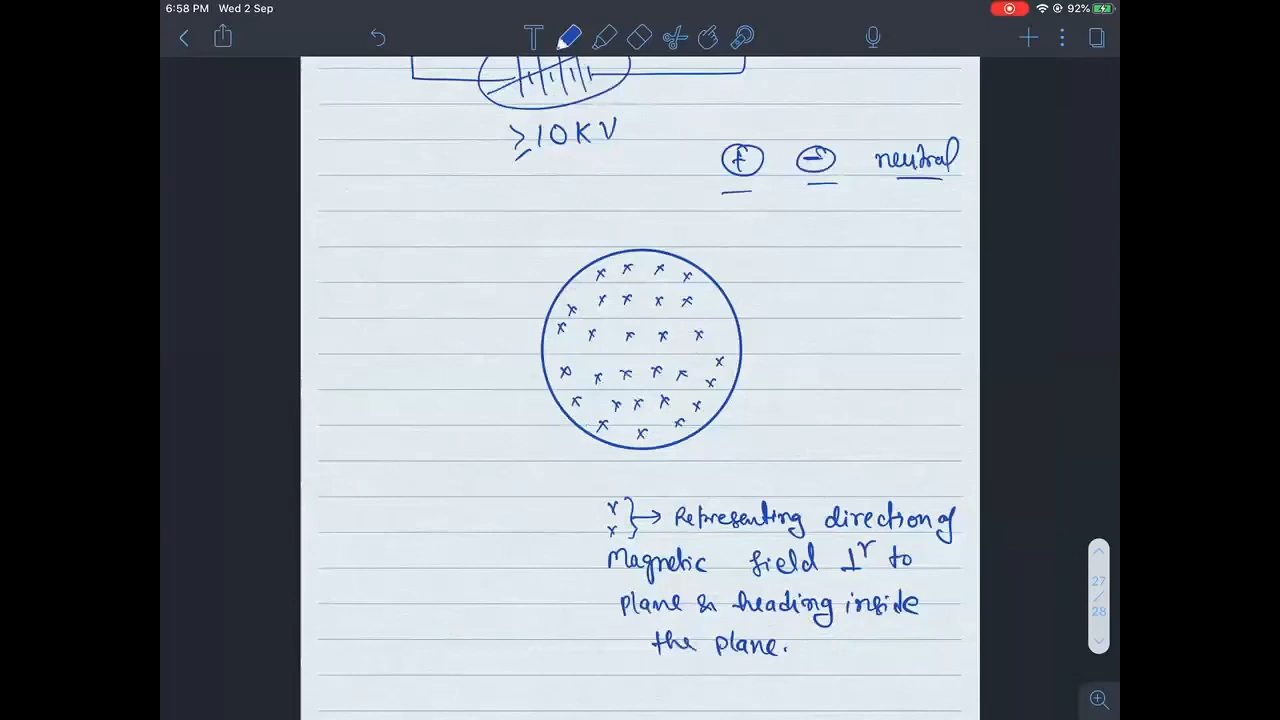 6:58 PM Wed 2 Sep
92%
T
≥10KV
+ - neutral
x x x x
x x x x x
x x x x x
x x x x x x x
x x x x x
x x x
x
x } → Representing direction of
Magnetic field ⊥r to
plane & heading inside
the plane.
27
/
28